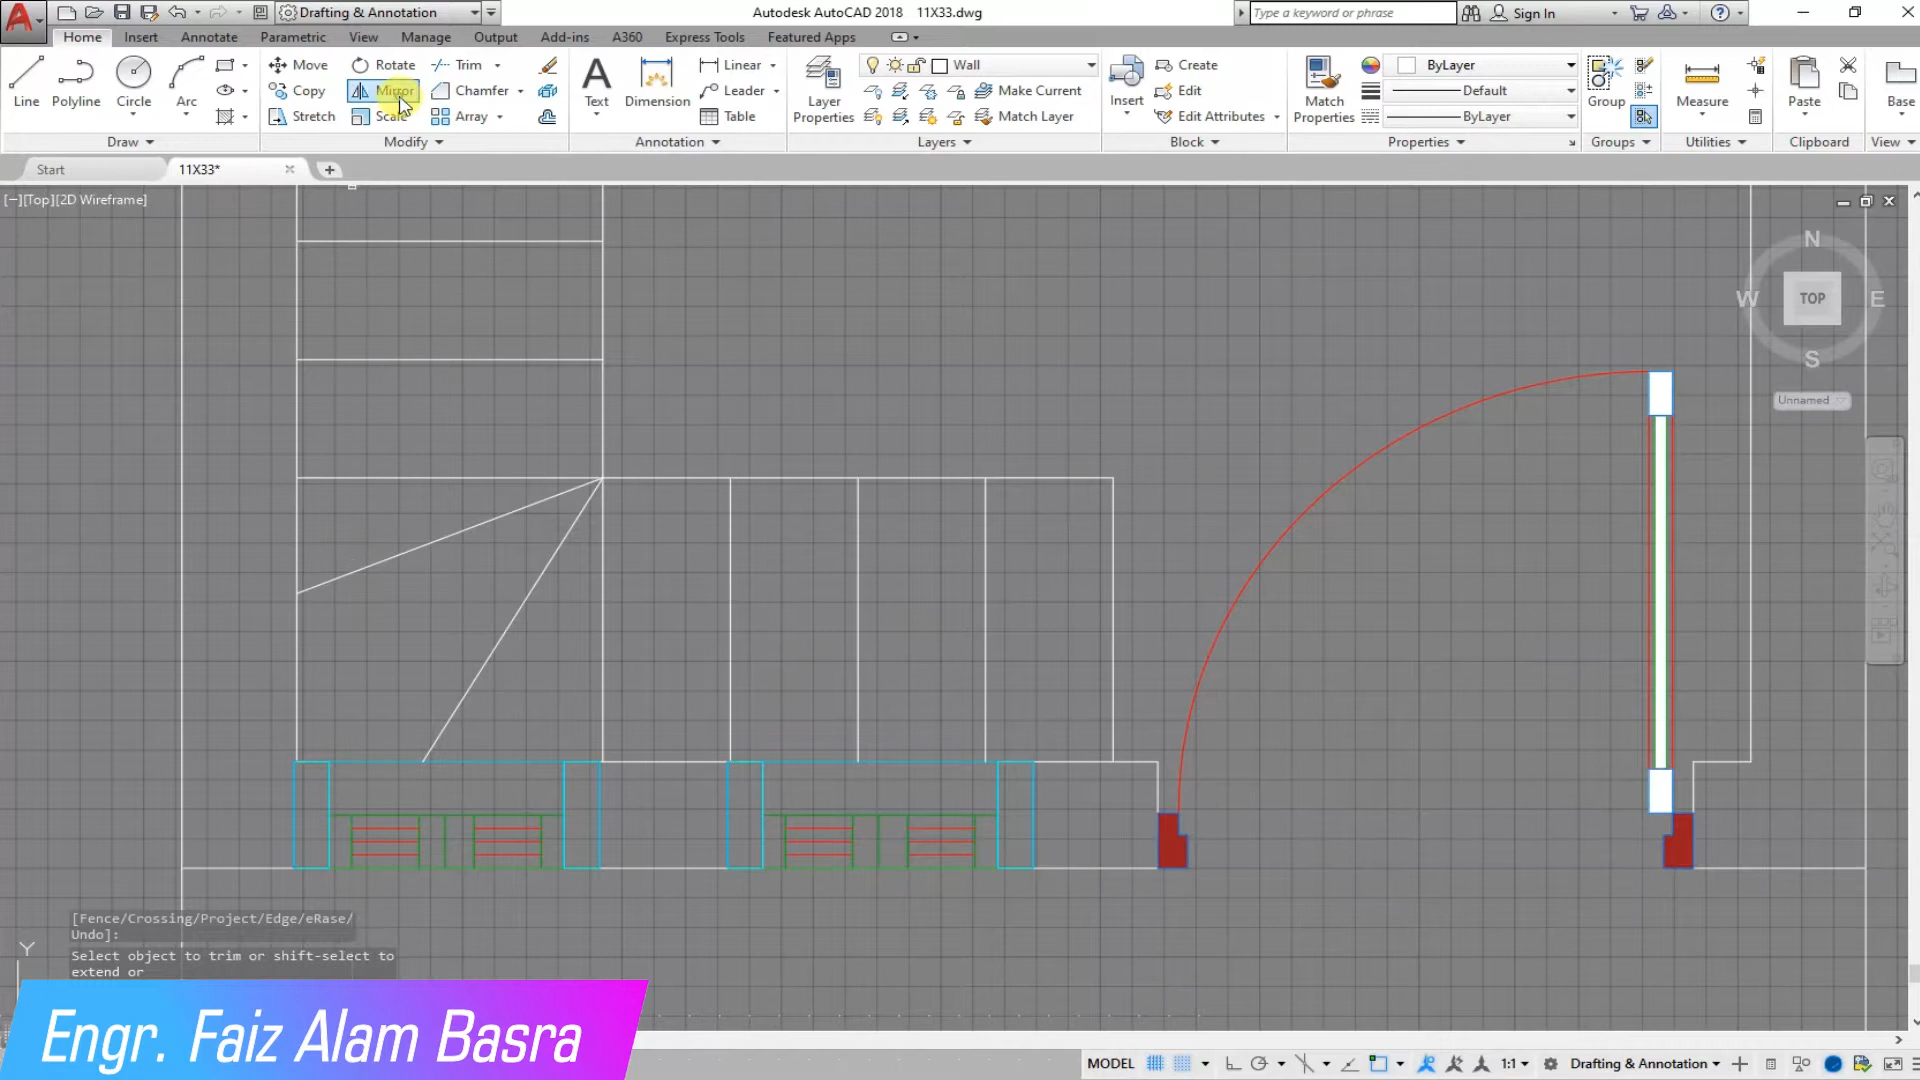 Drafting & Annotation
Autodesk AutoCAD 2018 11X33.dwg
Type a keyword or phrase
Sign In
Home Insert Annotate Parametric View Manage Output Add-ins A360 Express Tools Featured Apps
Line
Polyline
Circle
Arc
Draw
Move
Rotate
Trim
Copy
Mirror
Chamfer
Stretch
Scale
Array
Modify
Text
Dimension
Linear
Leader
Table
Annotation
Layer
Properties
Wall
Make Current
Match Layer
Layers
Insert
Create
Edit
Edit Attributes
Block
Match
Properties
ByLayer
Default
ByLayer
Properties
Group
Groups
Measure
Utilities
Paste
Clipboard
Base
View
Start
11X33*
[−][Top][2D Wireframe]
N
W
TOP
E
S
Unnamed
[Fence/Crossing/Project/Edge/eRase/
Undo]:
Select object to trim or shift-select to
extend or
Y
Engr. Faiz Alam Basra
MODEL
1:1
Drafting & Annotation